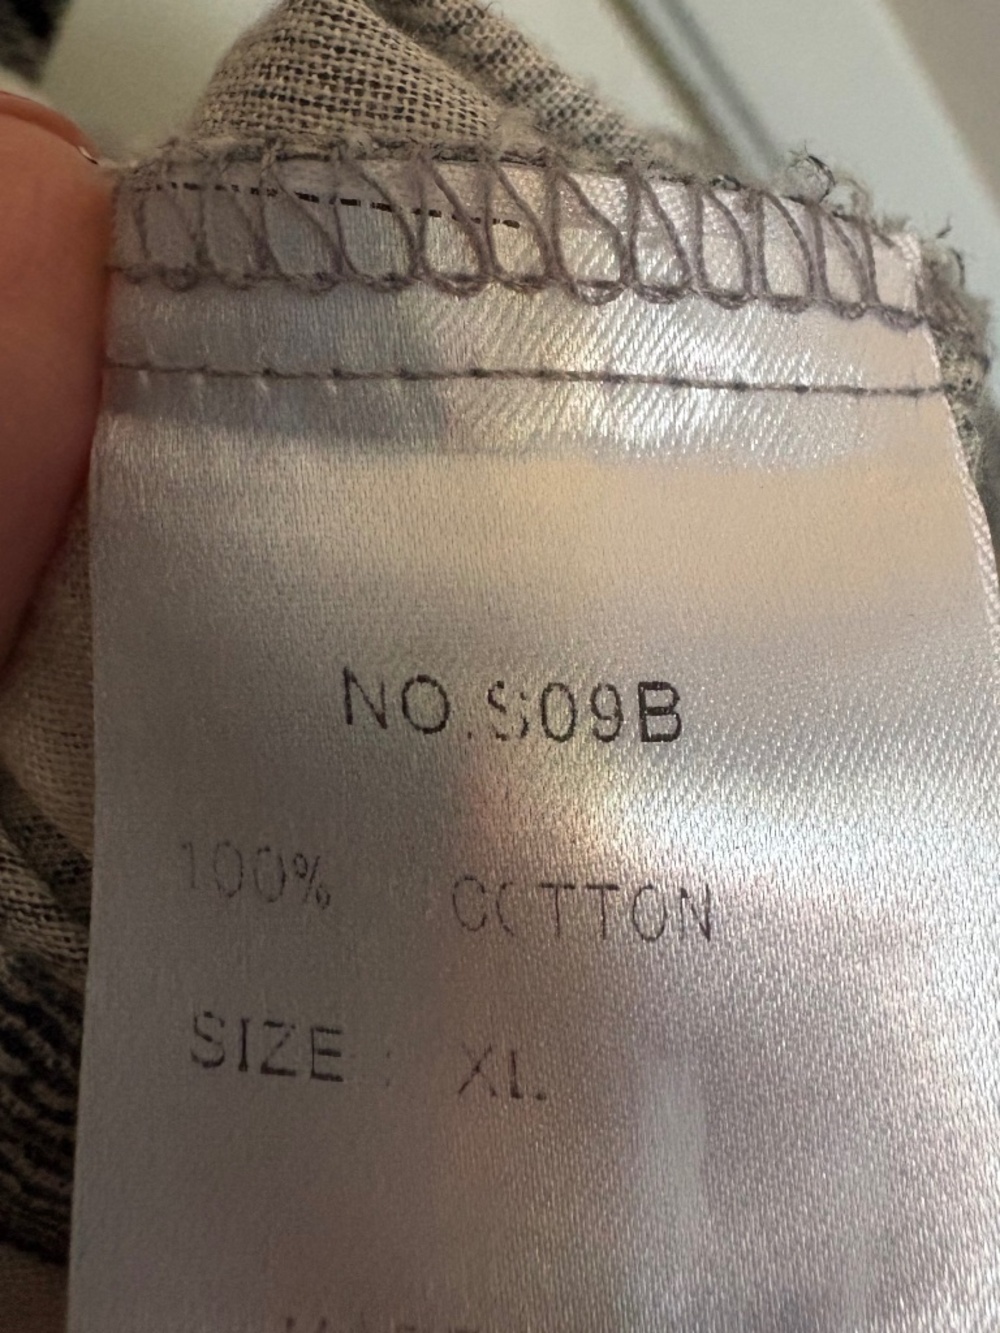 NO.S09B
100% COTTON
SIZE: XL